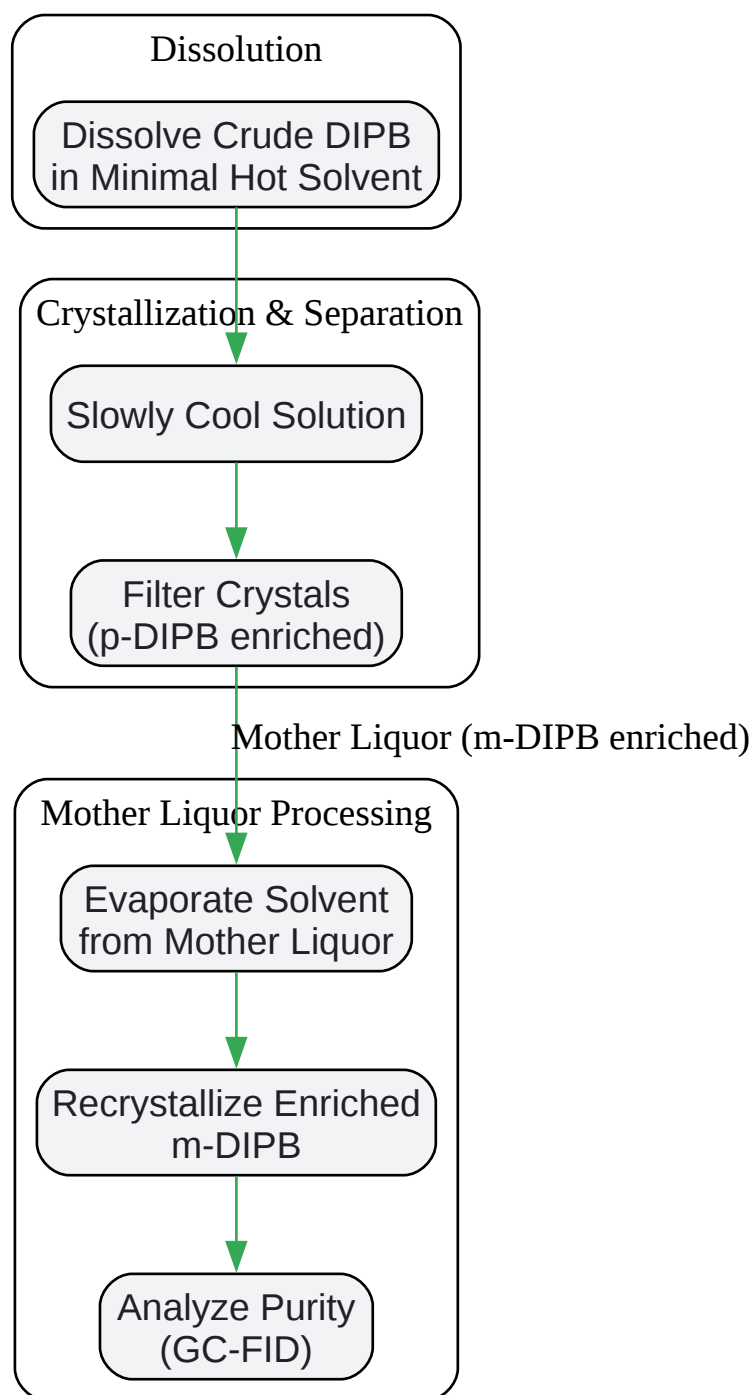 Dissolution
Dissolve Crude DIPB
in Minimal Hot Solvent
Crystallization & Separation
Slowly Cool Solution
Filter Crystals
(p-DIPB enriched)
Mother Liquor (m-DIPB enriched)
Mother Liquor Processing
Evaporate Solvent
from Mother Liquor
Recrystallize Enriched
m-DIPB
Analyze Purity
(GC-FID)